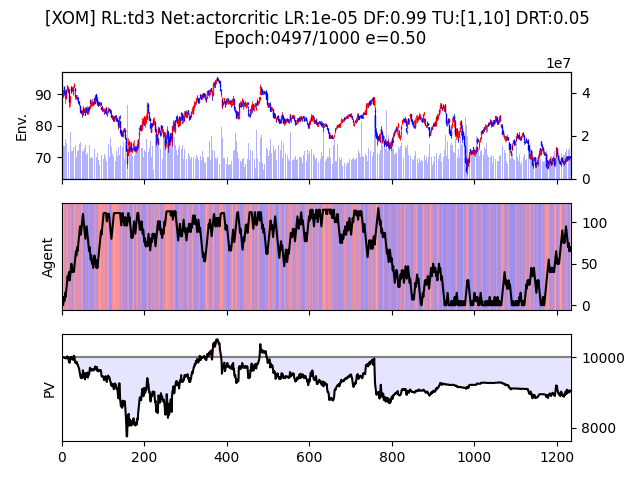 [XOM] RL:td3 Net:actorcritic LR:1e-05 DF:0.99 TU:[1,10] DRT:0.05
Epoch:0497/1000 e=0.50
1e7
Env.
90
80
70
4
2
0
Agent
100
50
0
PV
10000
8000
0 200 400 600 800 1000 1200